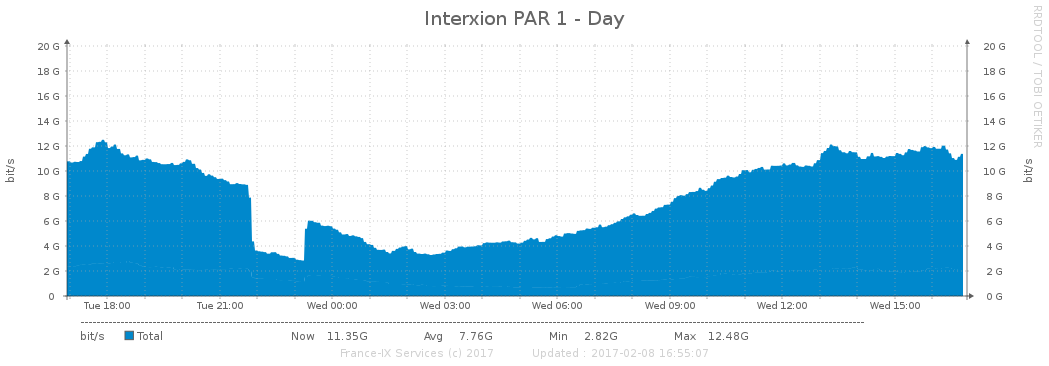 Interxion PAR 1 - Day
RRDTOOL / TOBI OETIKER
bit/s
20 G 20 G
18 G 18 G
16 G 16 G
14 G 14 G
12 G 12 G
10 G 10 G
8 G 8 G
6 G 6 G
4 G 4 G
2 G 2 G
0 0 G
bit/s
Tue 18:00 Tue 21:00 Wed 00:00 Wed 03:00 Wed 06:00 Wed 09:00 Wed 12:00 Wed 15:00
bit/s Total Now 11.35G Avg 7.76G Min 2.82G Max 12.48G
France-IX Services (c) 2017 Updated : 2017-02-08 16:55:07